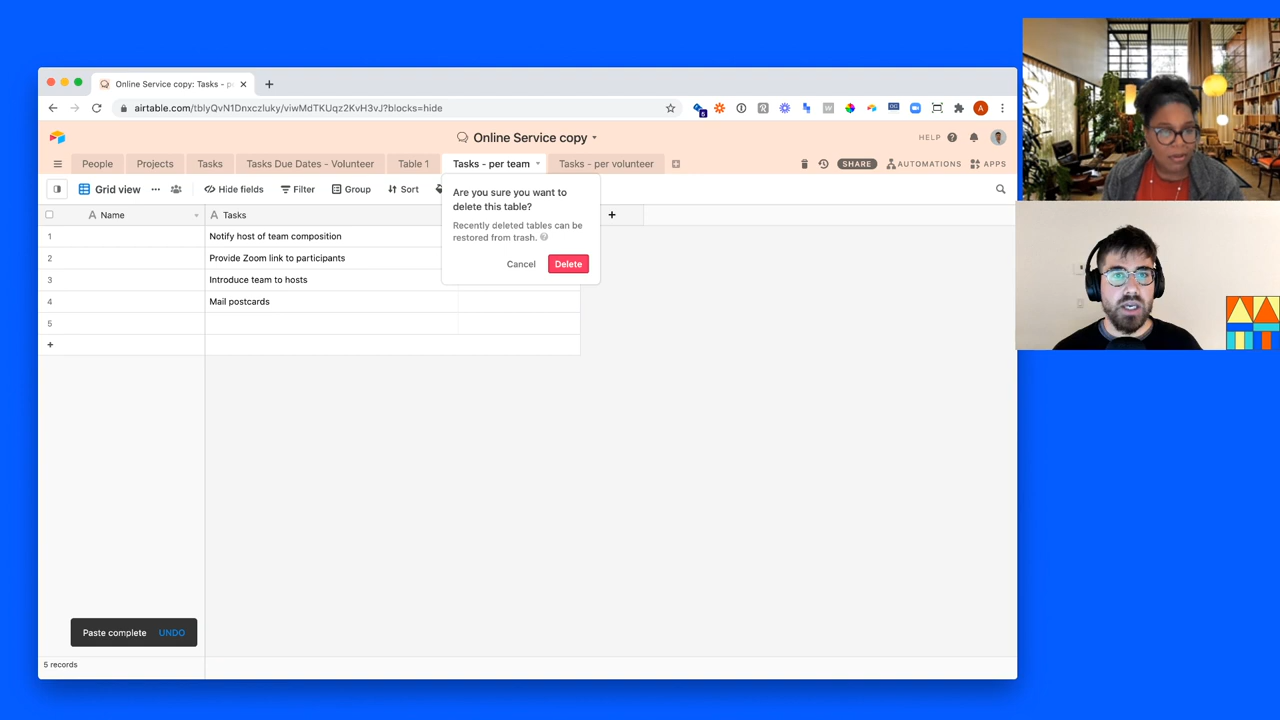 Online Service copy: Tasks - p
airtable.com/tblyQvN1Dnxczluky/viwMdTKUqz2KvH3vJ?blocks=hide
Online Service copy
HELP
People
Projects
Tasks
Tasks Due Dates - Volunteer
Table 1
Tasks - per team
Tasks - per volunteer
SHARE
AUTOMATIONS
APPS
Grid view
Hide fields
Filter
Group
Sort
Are you sure you want to
delete this table?
Recently deleted tables can be
restored from trash.
Cancel
Delete
A Name
A Tasks
1
Notify host of team composition
2
Provide Zoom link to participants
3
Introduce team to hosts
4
Mail postcards
5
Paste complete
UNDO
5 records